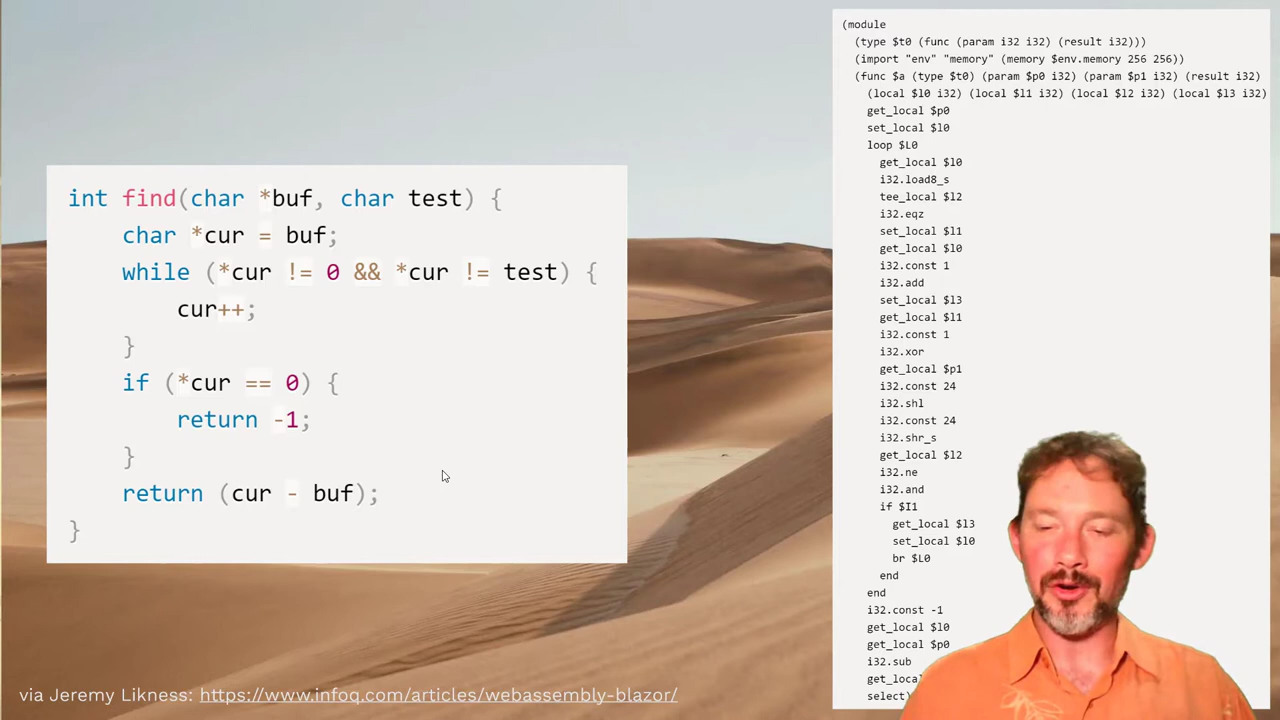 int find(char *buf, char test) {
char *cur = buf;
while (*cur != 0 && *cur != test) {
cur++;
}
if (*cur == 0) {
return -1;
}
return (cur - buf);
}
via Jeremy Likness: https://www.infoq.com/articles/webassembly-blazor/
(module
(type $t0 (func (param i32 i32) (result i32)))
(import "env" "memory" (memory $env.memory 256 256))
(func $a (type $t0) (param $p0 i32) (param $p1 i32) (result i32)
(local $l0 i32) (local $l1 i32) (local $l2 i32) (local $l3 i32)
get_local $p0
set_local $l0
loop $L0
get_local $l0
i32.load8_s
tee_local $l2
i32.eqz
set_local $l1
get_local $l0
i32.const 1
i32.add
set_local $l3
get_local $l1
i32.const 1
i32.xor
get_local $p1
i32.const 24
i32.shl
i32.const 24
i32.shr_s
get_local $l2
i32.ne
i32.and
if $I1
get_local $l3
set_local $l0
br $L0
end
end
i32.const -1
get_local $l0
get_local $p0
i32.sub
select)